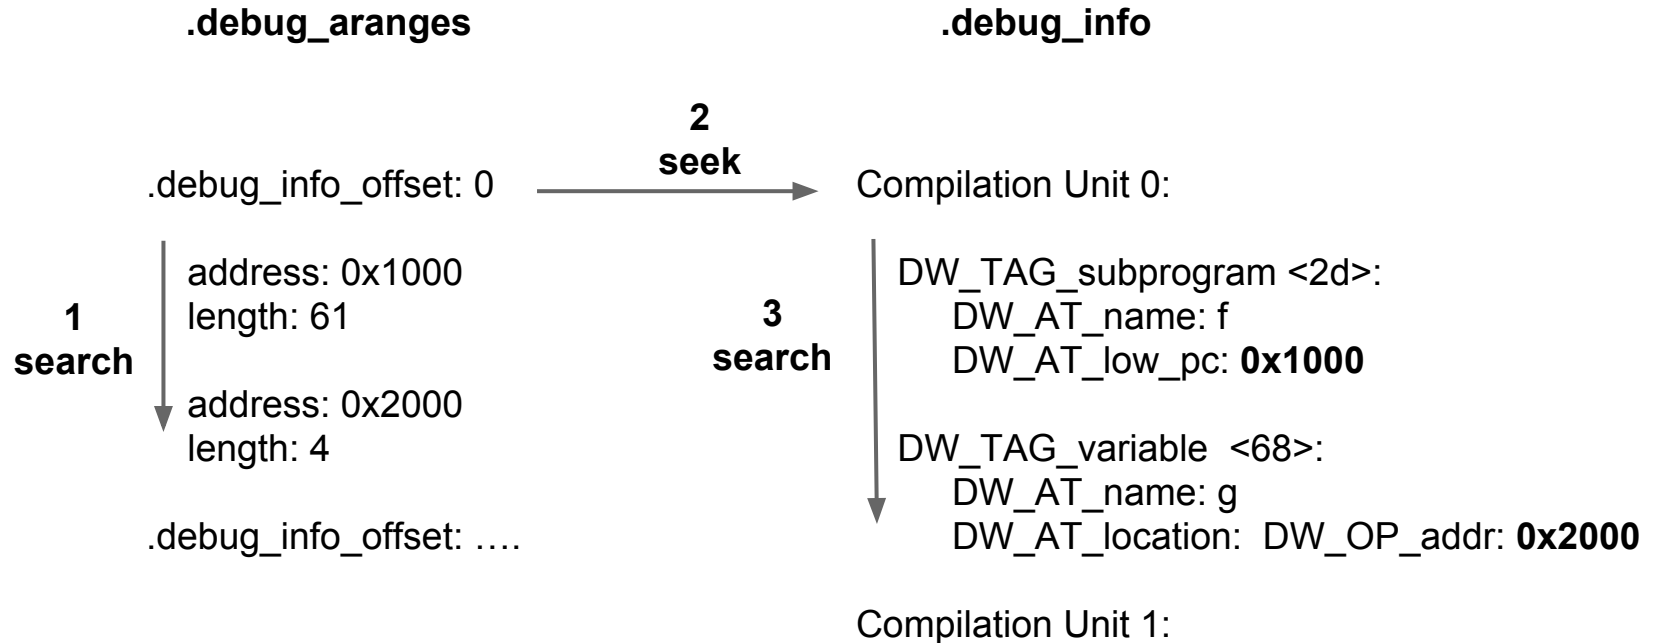 .debug_aranges
.debug_info
2
seek
.debug_info_offset: 0
Compilation Unit 0:
1
search
address: 0x1000
length: 61
address: 0x2000
length: 4
.debug_info_offset: ….
3
search
DW_TAG_subprogram <2d>:
DW_AT_name: f
DW_AT_low_pc: 0x1000
DW_TAG_variable <68>:
DW_AT_name: g
DW_AT_location: DW_OP_addr: 0x2000
Compilation Unit 1: